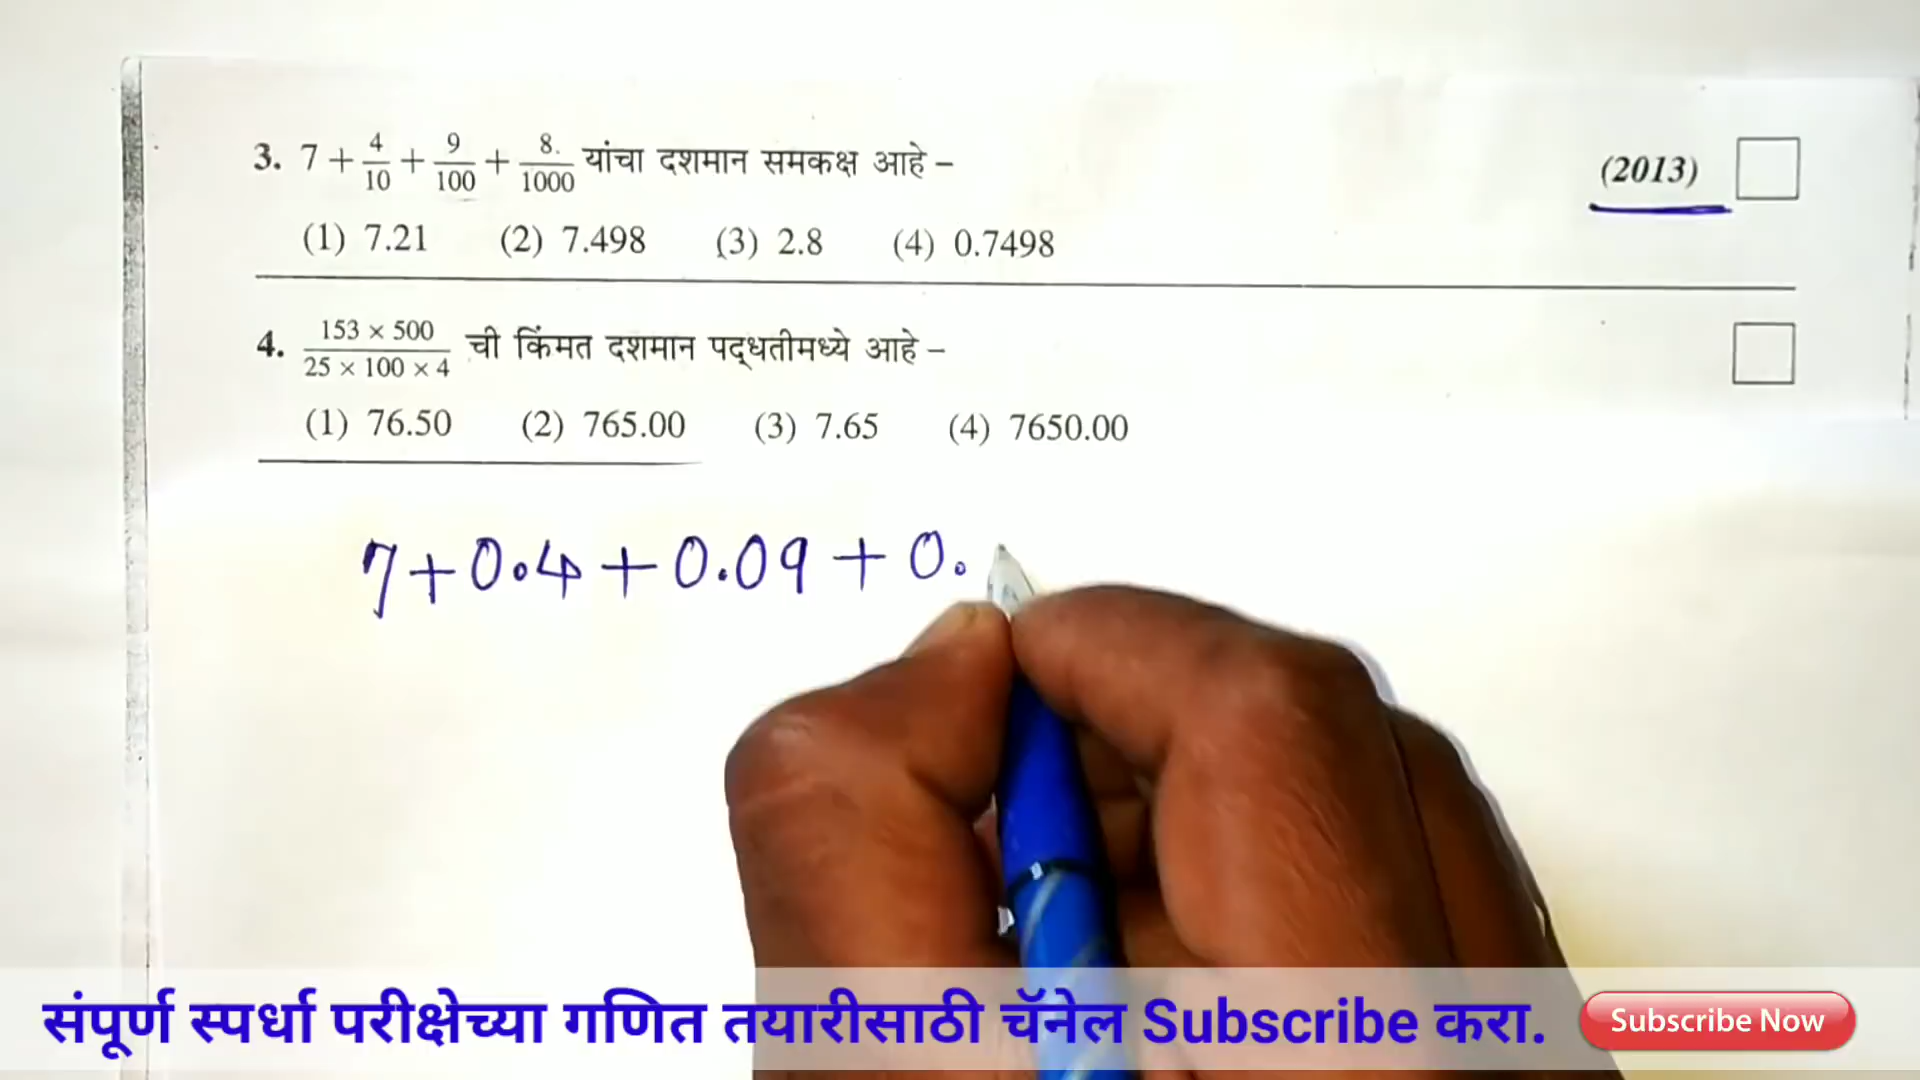 3. 7 + 4/10 + 9/100 + 8./1000 यांचा दशमान समकक्ष आहे – (2013)
(1) 7.21 (2) 7.498 (3) 2.8 (4) 0.7498
4. 153 × 500 / 25 × 100 × 4 ची किंमत दशमान पद्धतीमध्ये आहे –
(1) 76.50 (2) 765.00 (3) 7.65 (4) 7650.00
7 + 0.4 + 0.09 + 0.
संपूर्ण स्पर्धा परीक्षेच्या गणित तयारीसाठी चॅनेल Subscribe करा. Subscribe Now